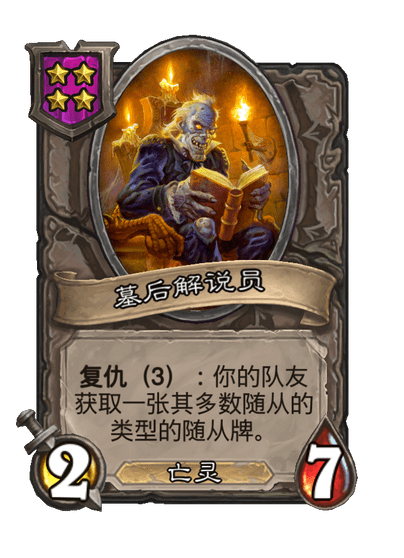 墓后解说员
复仇（3）：你的队友
获取一张其多数随从的
类型的随从牌。
2
亡灵
7